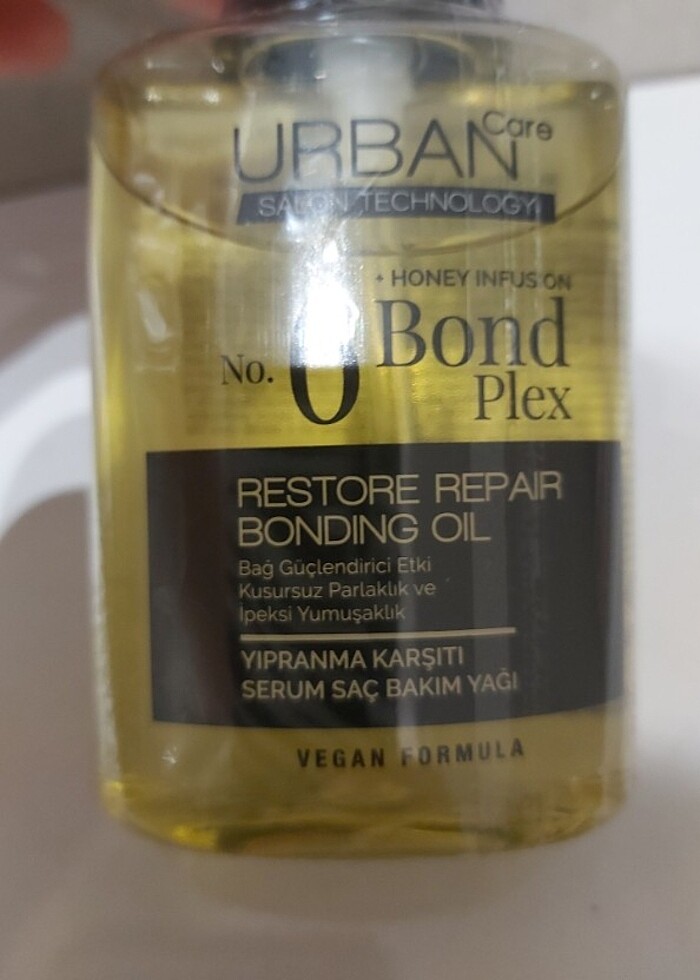 URBAN Care
SALON TECHNOLOGY
+ HONEY INFUSION
No. 6 Bond
Plex
RESTORE REPAIR
BONDING OIL
Bağ Güçlendirici Etki
Kusursuz Parlaklık ve
İpeksi Yumuşaklık
YIPRANMA KARŞITI
SERUM SAÇ BAKIM YAĞI
VEGAN FORMULA